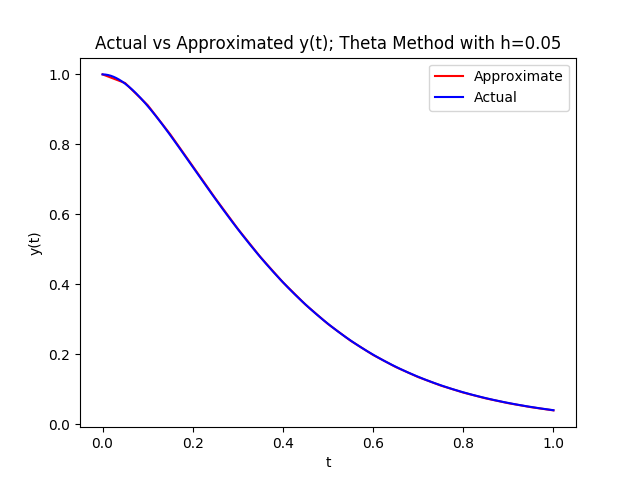 Actual vs Approximated y(t); Theta Method with h=0.05
Approximate
Actual
y(t)
1.0
0.8
0.6
0.4
0.2
0.0
0.0 0.2 0.4 0.6 0.8 1.0
t